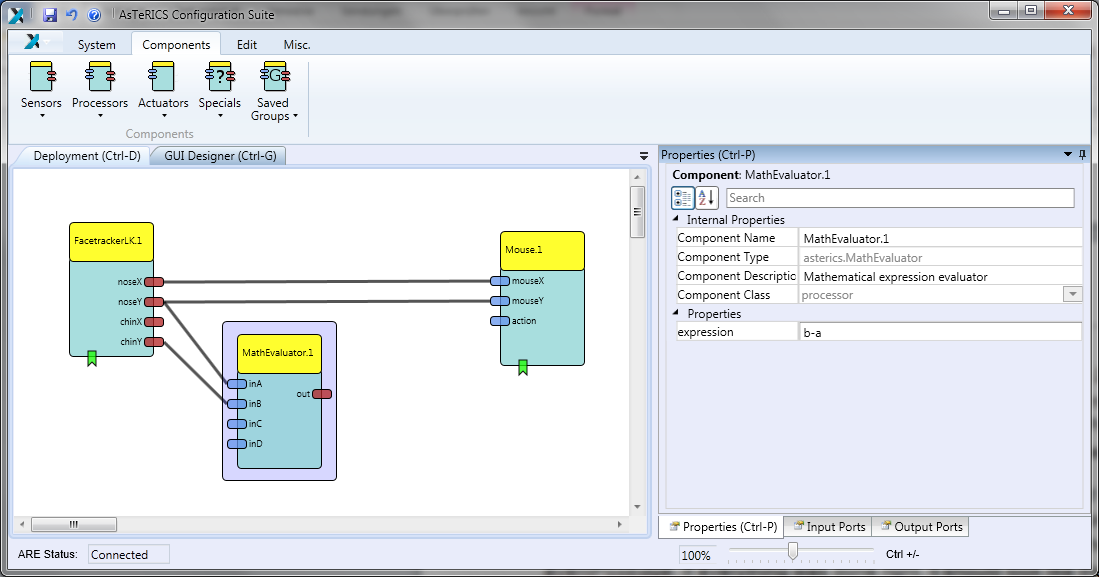 AsTeRICS Configuration Suite
System Components Edit Misc.
Sensors Processors Actuators Specials Saved Groups
Components
Deployment (Ctrl-D) GUI Designer (Ctrl-G)
FacetrackerLK.1
noseX
noseY
chinX
chinY
MathEvaluator.1
inA
inB
inC
inD
out
Mouse.1
mouseX
mouseY
action
Properties (Ctrl-P)
Component: MathEvaluator.1
A Z Search
Internal Properties
Component Name MathEvaluator.1
Component Type asterics.MathEvaluator
Component Descriptic Mathematical expression evaluator
Component Class processor
Properties
expression b-a
Properties (Ctrl-P) Input Ports Output Ports
ARE Status: Connected
100% Ctrl +/-